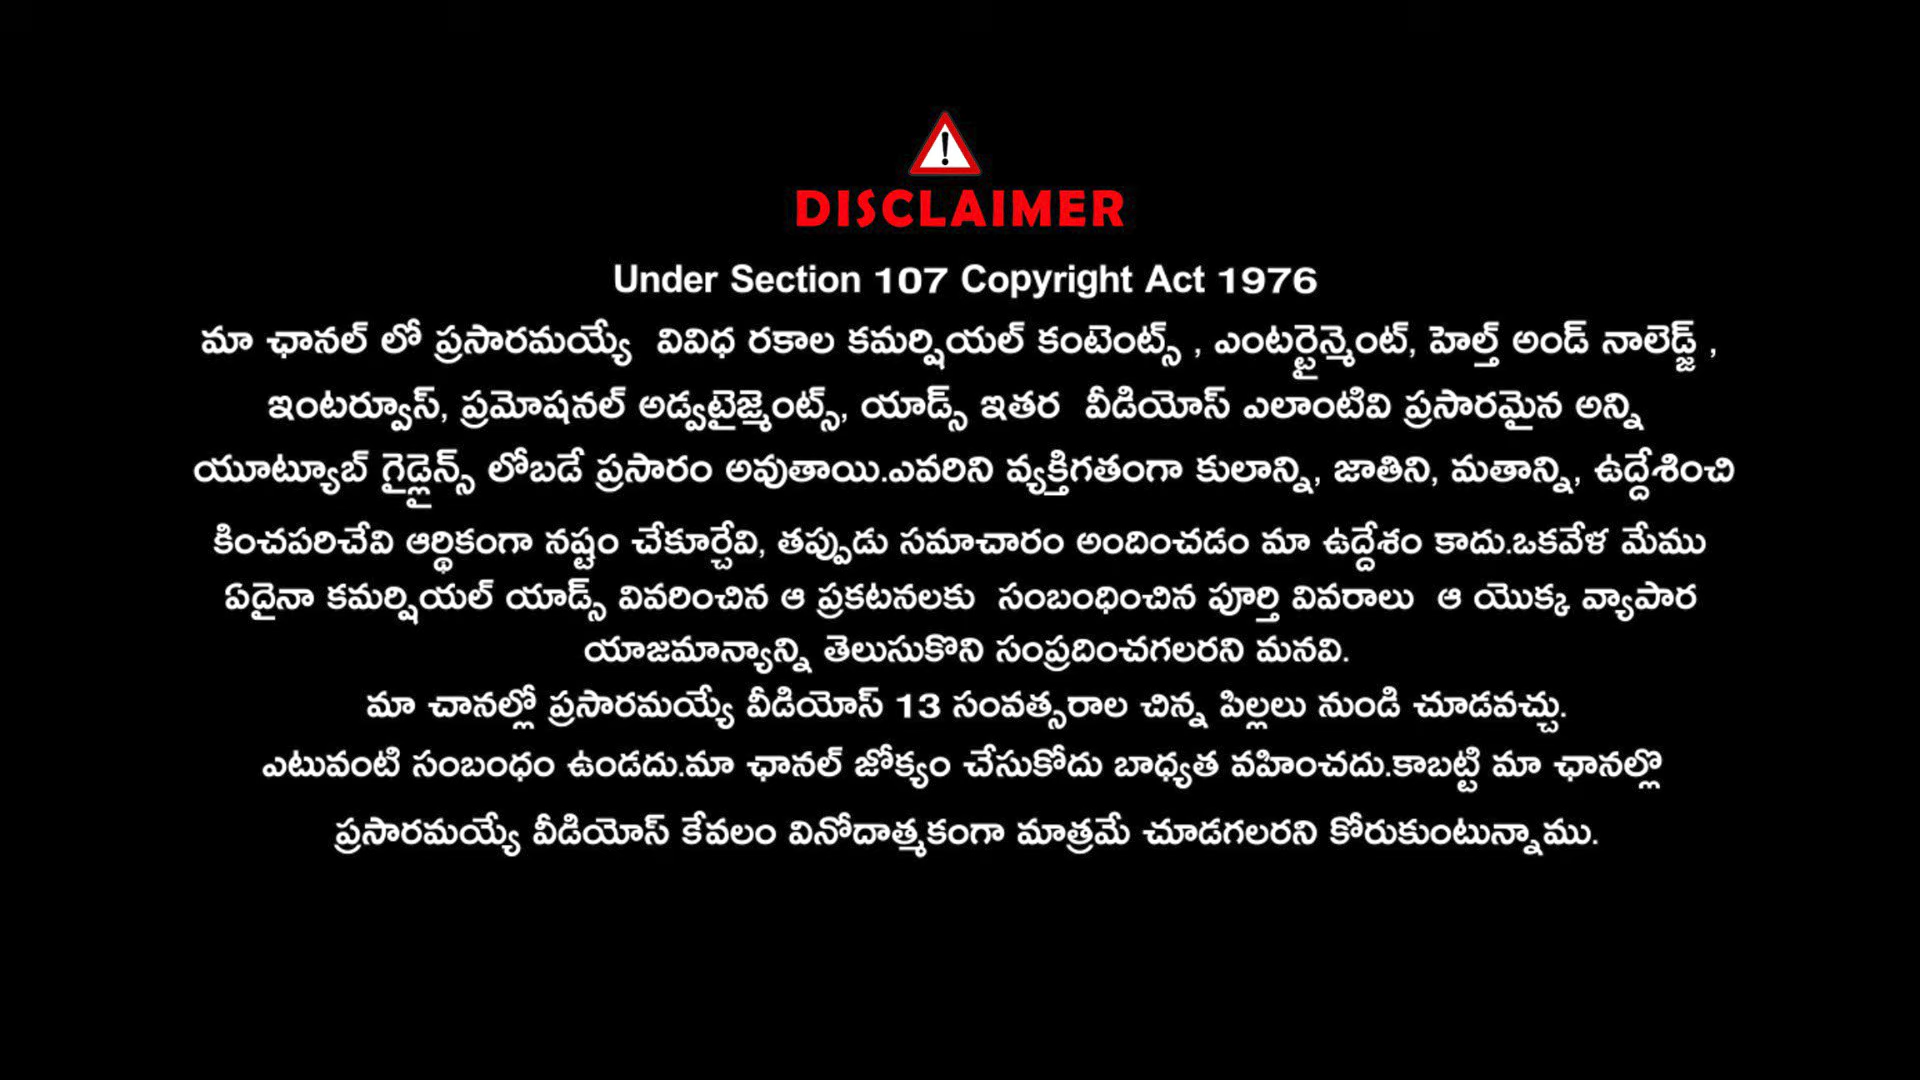 DISCLAIMER
Under Section 107 Copyright Act 1976
మా ఛానల్ లో ప్రసారమయ్యే వివిధ రకాల కమర్షియల్ కంటెంట్స్ , ఎంటర్టైన్మెంట్, హెల్త్ అండ్ నాలెడ్జ్ ,
ఇంటర్వూస్, ప్రమోషనల్ అడ్వటైజ్మెంట్స్, యాడ్స్ ఇతర వీడియోస్ ఎలాంటివి ప్రసారమైన అన్ని
యూట్యూబ్ గైడ్లైన్స్ లోబడే ప్రసారం అవుతాయి.ఎవరిని వ్యక్తిగతంగా కులాన్ని, జాతిని, మతాన్ని, ఉద్దేశించి
కించపరిచేవి ఆర్థికంగా నష్టం చేకూర్చేవి, తప్పుడు సమాచారం అందించడం మా ఉద్దేశం కాదు.ఒకవేళ మేము
ఏదైనా కమర్షియల్ యాడ్స్ వివరించిన ఆ ప్రకటనలకు సంబంధించిన పూర్తి వివరాలు ఆ యొక్క వ్యాపార
యాజమాన్యాన్ని తెలుసుకొని సంప్రదించగలరని మనవి.
మా చానల్లో ప్రసారమయ్యే వీడియోస్ 13 సంవత్సరాల చిన్న పిల్లలు నుండి చూడవచ్చు.
ఎటువంటి సంబంధం ఉండదు.మా ఛానల్ జోక్యం చేసుకోదు బాధ్యత వహించదు.కాబట్టి మా ఛానల్లొ
ప్రసారమయ్యే వీడియోస్ కేవలం వినోదాత్మకంగా మాత్రమే చూడగలరని కోరుకుంటున్నాము.